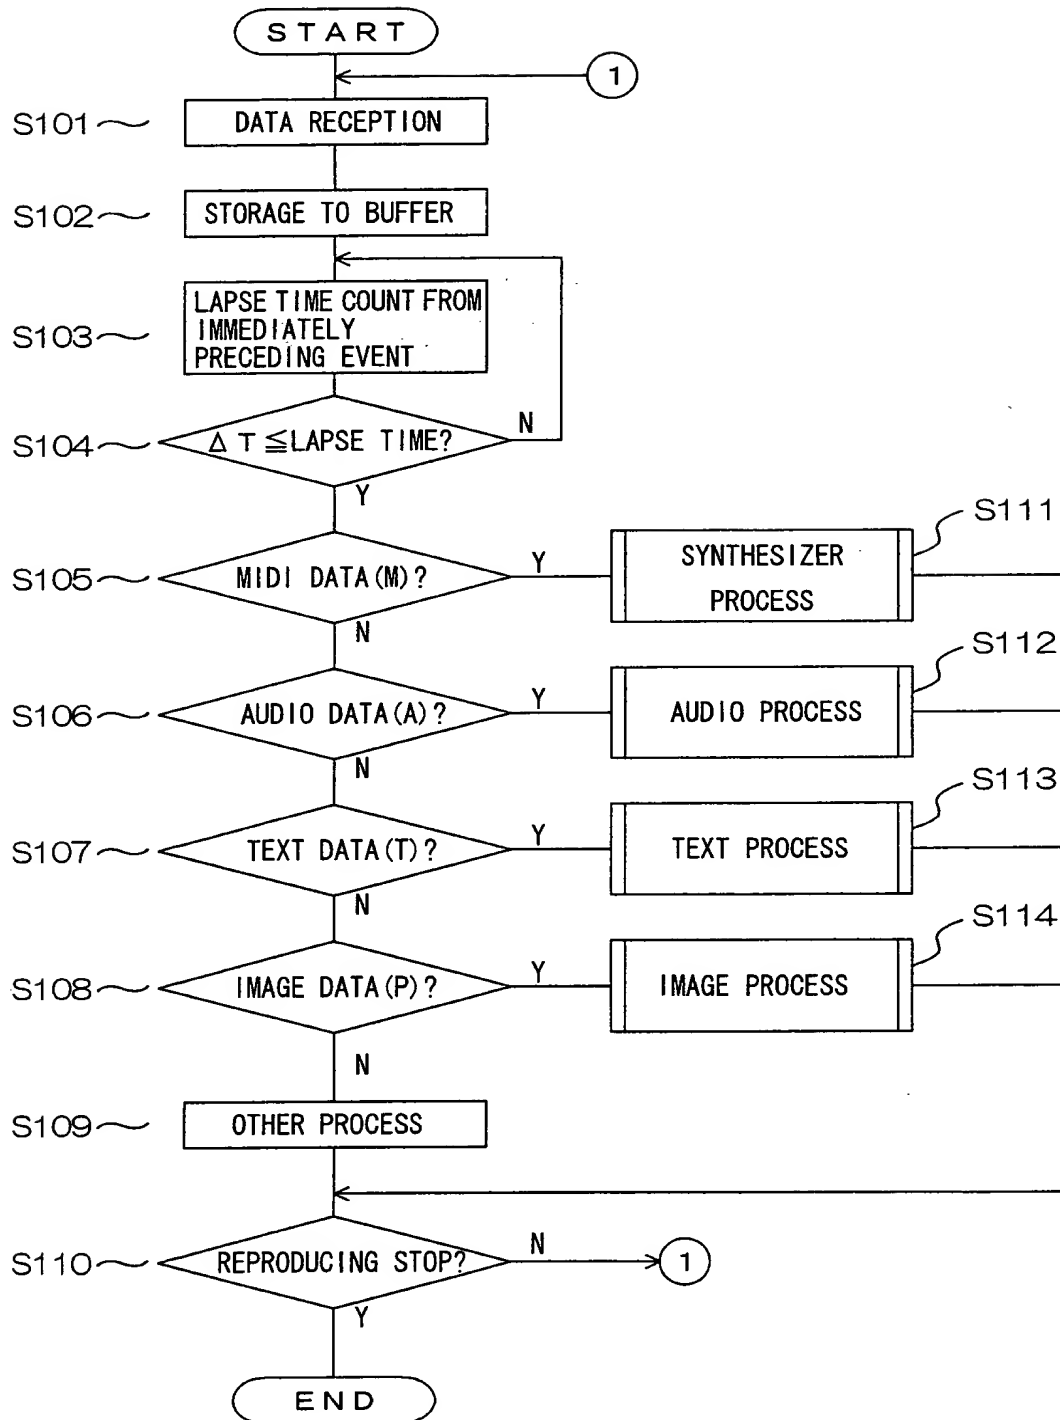 START
1
S101
DATA RECEPTION
S102
STORAGE TO BUFFER
S103
LAPSE TIME COUNT FROM
IMMEDIATELY
PRECEDING EVENT
S104
Δ T ≦LAPSE TIME?
N
Y
S105
MIDI DATA(M)?
Y
SYNTHESIZER
PROCESS
S111
N
S106
AUDIO DATA(A)?
Y
AUDIO PROCESS
S112
N
S107
TEXT DATA(T)?
Y
TEXT PROCESS
S113
N
S108
IMAGE DATA(P)?
Y
IMAGE PROCESS
S114
N
S109
OTHER PROCESS
S110
REPRODUCING STOP?
N
1
Y
END